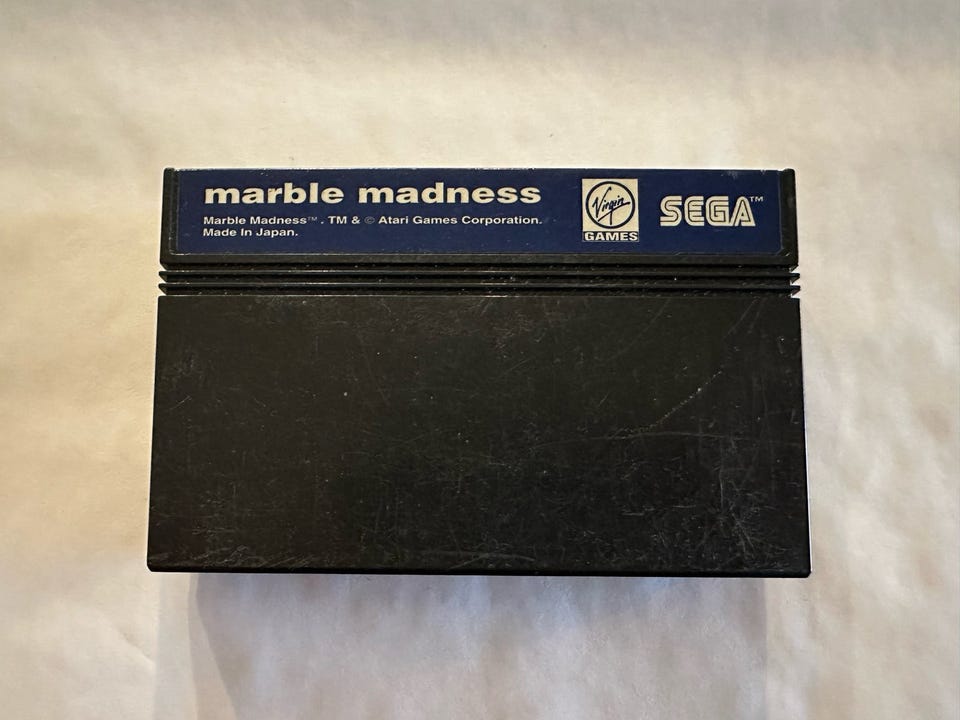 marble madness
Marble Madness™. TM & © Atari Games Corporation.
Made In Japan.
Virgin
GAMES
SEGA™